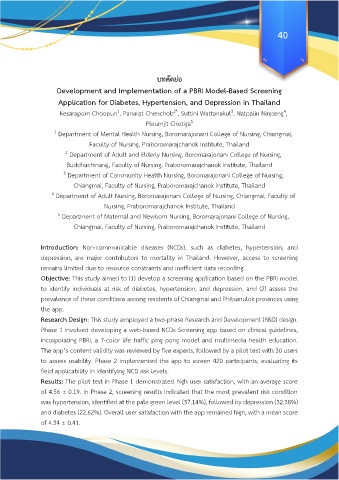 40
บทคัดย่อ
Development and Implementation of a PBRI Model-Based Screening
Application for Diabetes, Hypertension, and Depression in Thailand
Kesaraporn Choopun¹, Panarat Chenchob²*, Suttini Wattanakul³, Natpalin Ninpeng⁴,
Pleumjit Chotiga⁵
¹ Department of Mental Health Nursing, Boromarajonani College of Nursing, Chiangmai,
Faculty of Nursing, Praboromarajchanok Institute, Thailand
² Department of Adult and Elderly Nursing, Boromarajonani College of Nursing,
Buddhachinaraj, Faculty of Nursing, Praboromarajchanok Institute, Thailand
³ Department of Community Health Nursing, Boromarajonani College of Nursing,
Chiangmai, Faculty of Nursing, Praboromarajchanok Institute, Thailand
⁴ Department of Adult Nursing, Boromarajonani College of Nursing, Chiangmai, Faculty of
Nursing, Praboromarajchanok Institute, Thailand
⁵ Department of Maternal and Newborn Nursing, Boromarajonani College of Nursing,
Chiangmai, Faculty of Nursing, Praboromarajchanok Institute, Thailand
Introduction: Non-communicable diseases (NCDs), such as diabetes, hypertension, and
depression, are major contributors to mortality in Thailand. However, access to screening
remains limited due to resource constraints and inefficient data recording.
Objective: This study aimed to (1) develop a screening application based on the PBRI model
to identify individuals at risk of diabetes, hypertension, and depression, and (2) assess the
prevalence of these conditions among residents of Chiangmai and Phitsanulok provinces using
the app.
Research Design: This study employed a two-phase Research and Development (R&D) design.
Phase 1 involved developing a web-based NCDs Screening app based on clinical guidelines,
incorporating PBRI, a 7-color life traffic ping pong model and multimedia health education.
The app's content validity was reviewed by five experts, followed by a pilot test with 30 users
to assess usability. Phase 2 implemented the app to screen 420 participants, evaluating its
field applicability in identifying NCD risk levels.
Results: The pilot test in Phase 1 demonstrated high user satisfaction, with an average score
of 4.56 ± 0.19. In Phase 2, screening results indicated that the most prevalent risk condition
was hypertension, identified at the pale green level (37.14%), followed by depression (32.38%)
and diabetes (22.62%). Overall user satisfaction with the app remained high, with a mean score
of 4.34 ± 0.41.